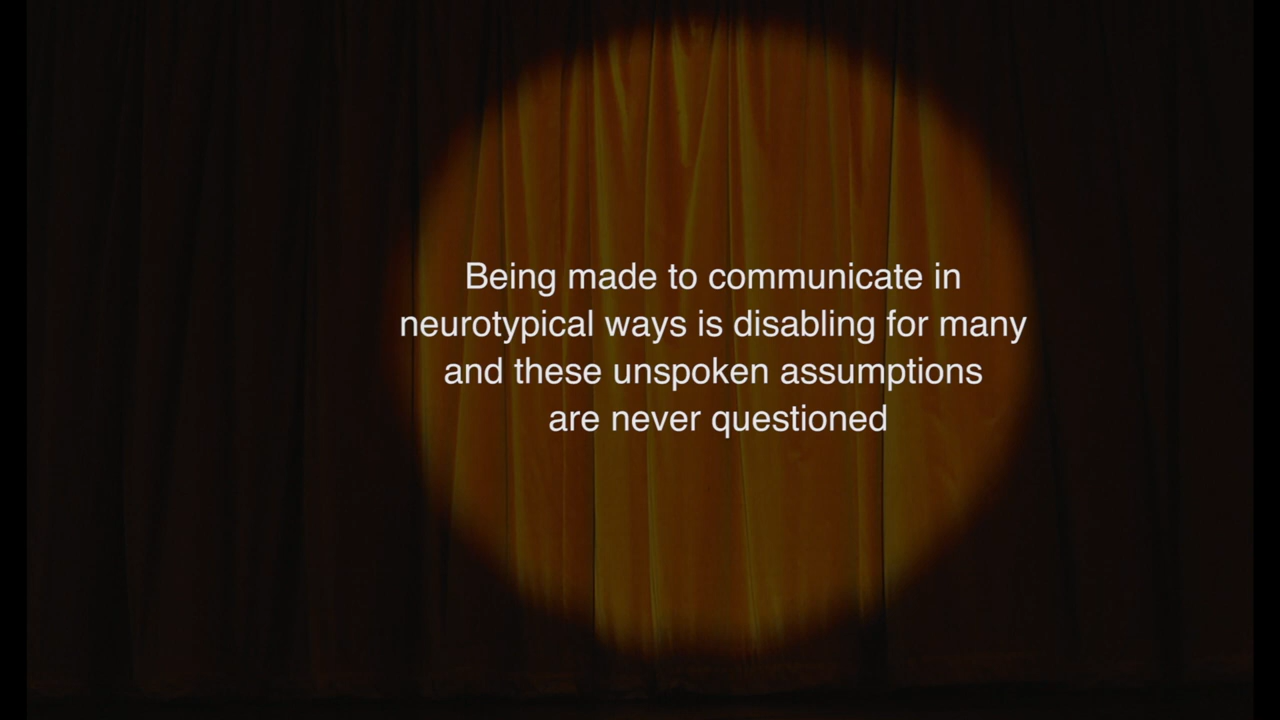 Being made to communicate in
neurotypical ways is disabling for many
and these unspoken assumptions
are never questioned